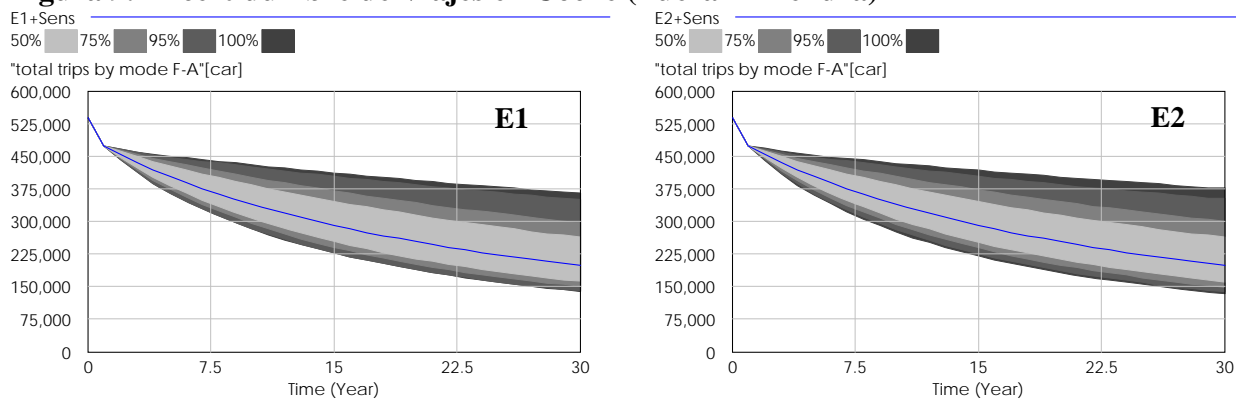 E1+Sens
50% 75% 95% 100%
"total trips by mode F-A"[car]
600,000
525,000
450,000
375,000
300,000
225,000
150,000
75,000
0
0 7.5 15 22.5 30
Time (Year)
E1
E2+Sens
50% 75% 95% 100%
"total trips by mode F-A"[car]
600,000
525,000
450,000
375,000
300,000
225,000
150,000
75,000
0
0 7.5 15 22.5 30
Time (Year)
E2